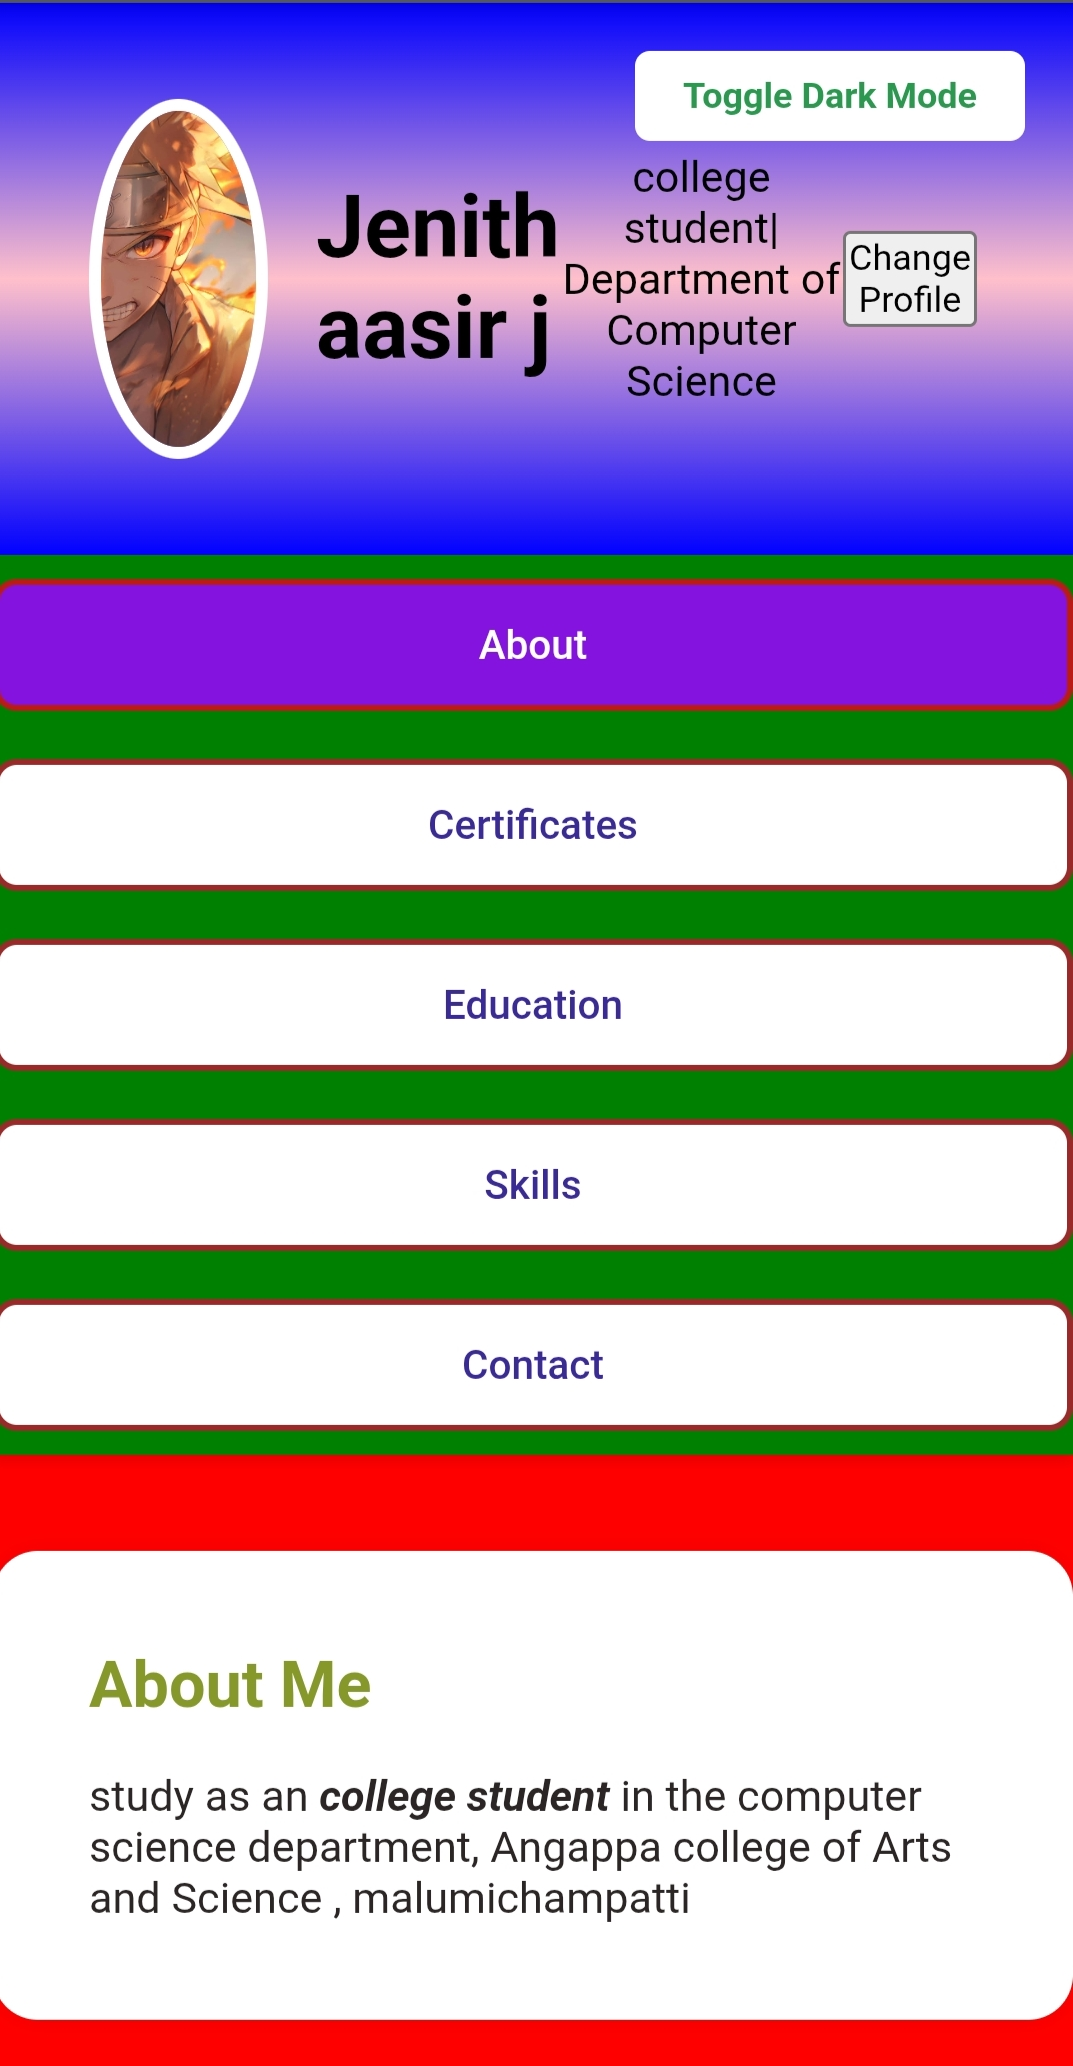 Toggle Dark Mode
Jenith
aasir j
college
student|
Department of
Computer
Science
Change
Profile
About
Certificates
Education
Skills
Contact
About Me
study as an college student in the computer
science department, Angappa college of Arts
and Science , malumichampatti